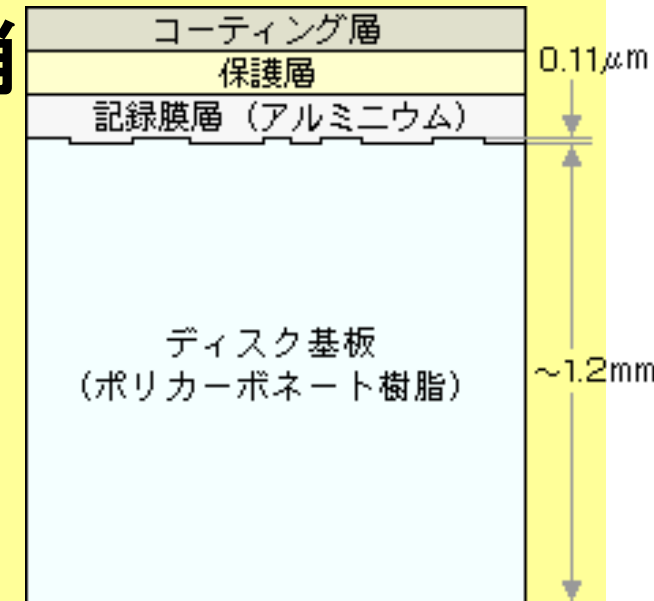 コーティング層
保護層
0.11μm
記録膜層（アルミニウム）
ディスク基板
（ポリカーボネート樹脂）
～1.2mm